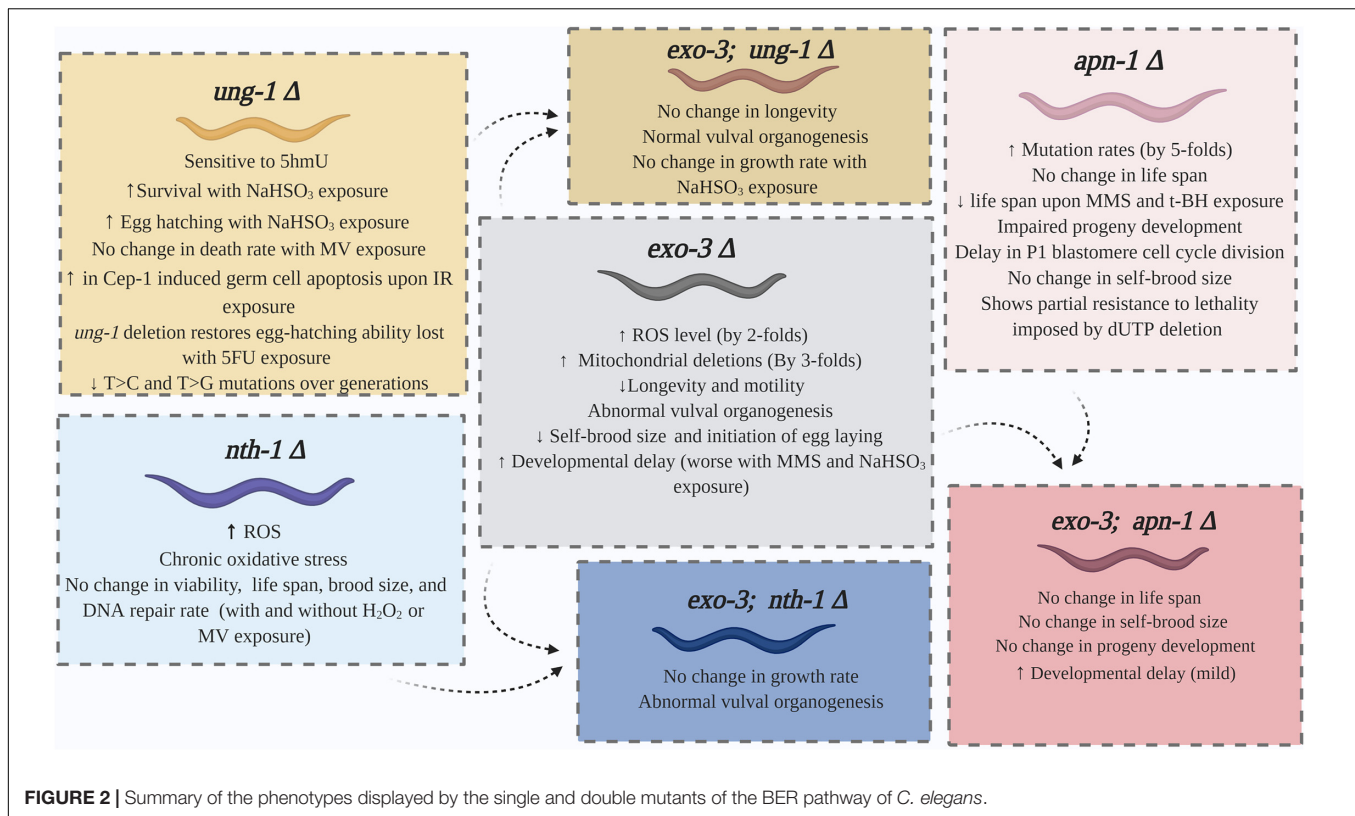 ung-1 Δ
Sensitive to 5hmU
↑Survival with NaHSO₃ exposure
↑ Egg hatching with NaHSO₃ exposure
No change in death rate with MV exposure
↑ in Cep-1 induced germ cell apoptosis upon IR
exposure
ung-1 deletion restores egg-hatching ability lost
with 5FU exposure
↓ T>C and T>G mutations over generations
nth-1 Δ
↑ ROS
Chronic oxidative stress
No change in viability, life span, brood size, and
DNA repair rate (with and without H₂O₂ or
MV exposure)
exo-3; ung-1 Δ
No change in longevity
Normal vulval organogenesis
No change in growth rate with
NaHSO₃ exposure
exo-3 Δ
↑ ROS level (by 2-folds)
↑ Mitochondrial deletions (By 3-folds)
↓Longevity and motility
Abnormal vulval organogenesis
↓ Self-brood size and initiation of egg laying
↑ Developmental delay (worse with MMS and NaHSO₃
exposure)
exo-3; nth-1 Δ
No change in growth rate
Abnormal vulval organogenesis
apn-1 Δ
↑ Mutation rates (by 5-folds)
No change in life span
↓ life span upon MMS and t-BH exposure
Impaired progeny development
Delay in P1 blastomere cell cycle division
No change in self-brood size
Shows partial resistance to lethality
imposed by dUTP deletion
exo-3; apn-1 Δ
No change in life span
No change in self-brood size
No change in progeny development
↑ Developmental delay (mild)
FIGURE 2 | Summary of the phenotypes displayed by the single and double mutants of the BER pathway of C. elegans.